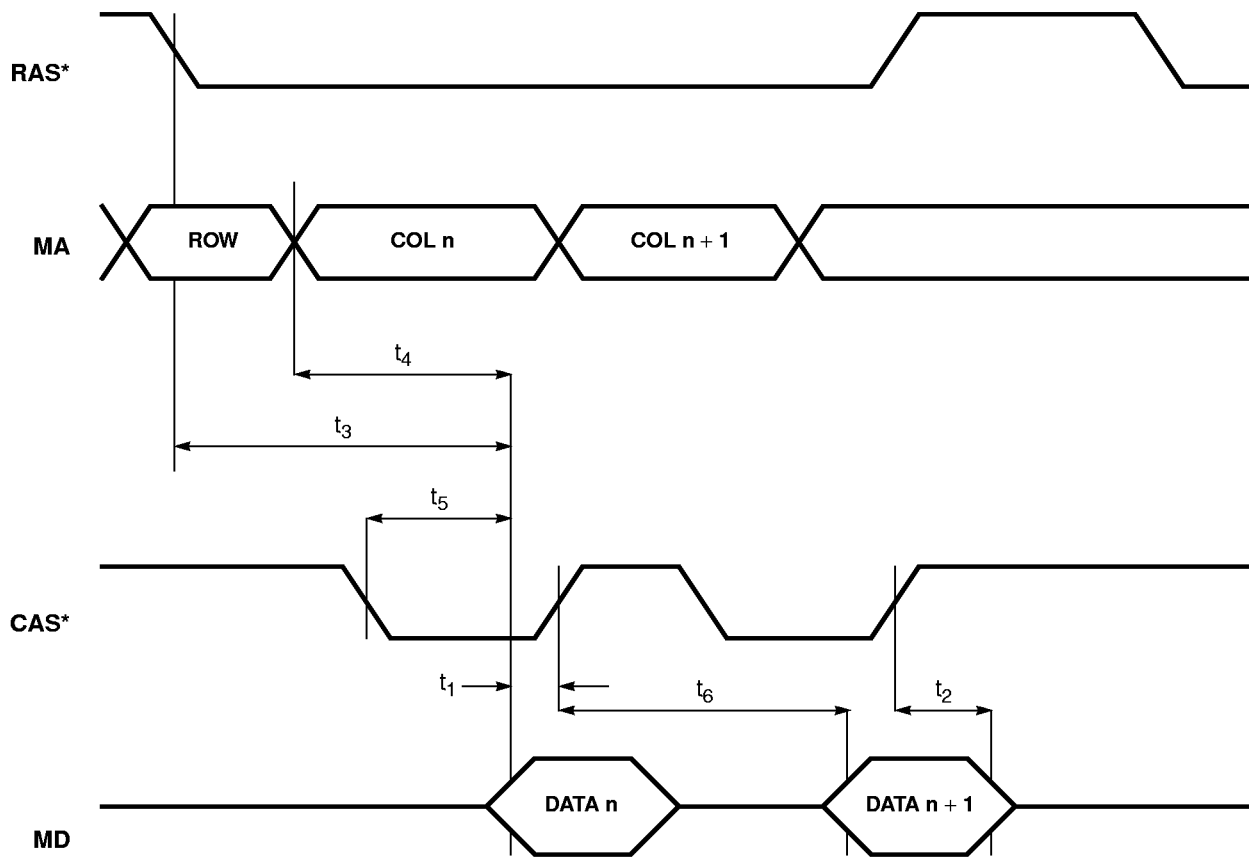 RAS*
MA
ROW
COL n
COL n + 1
t4
t3
t5
CAS*
t1
t6
t2
DATA n
DATA n + 1
MD